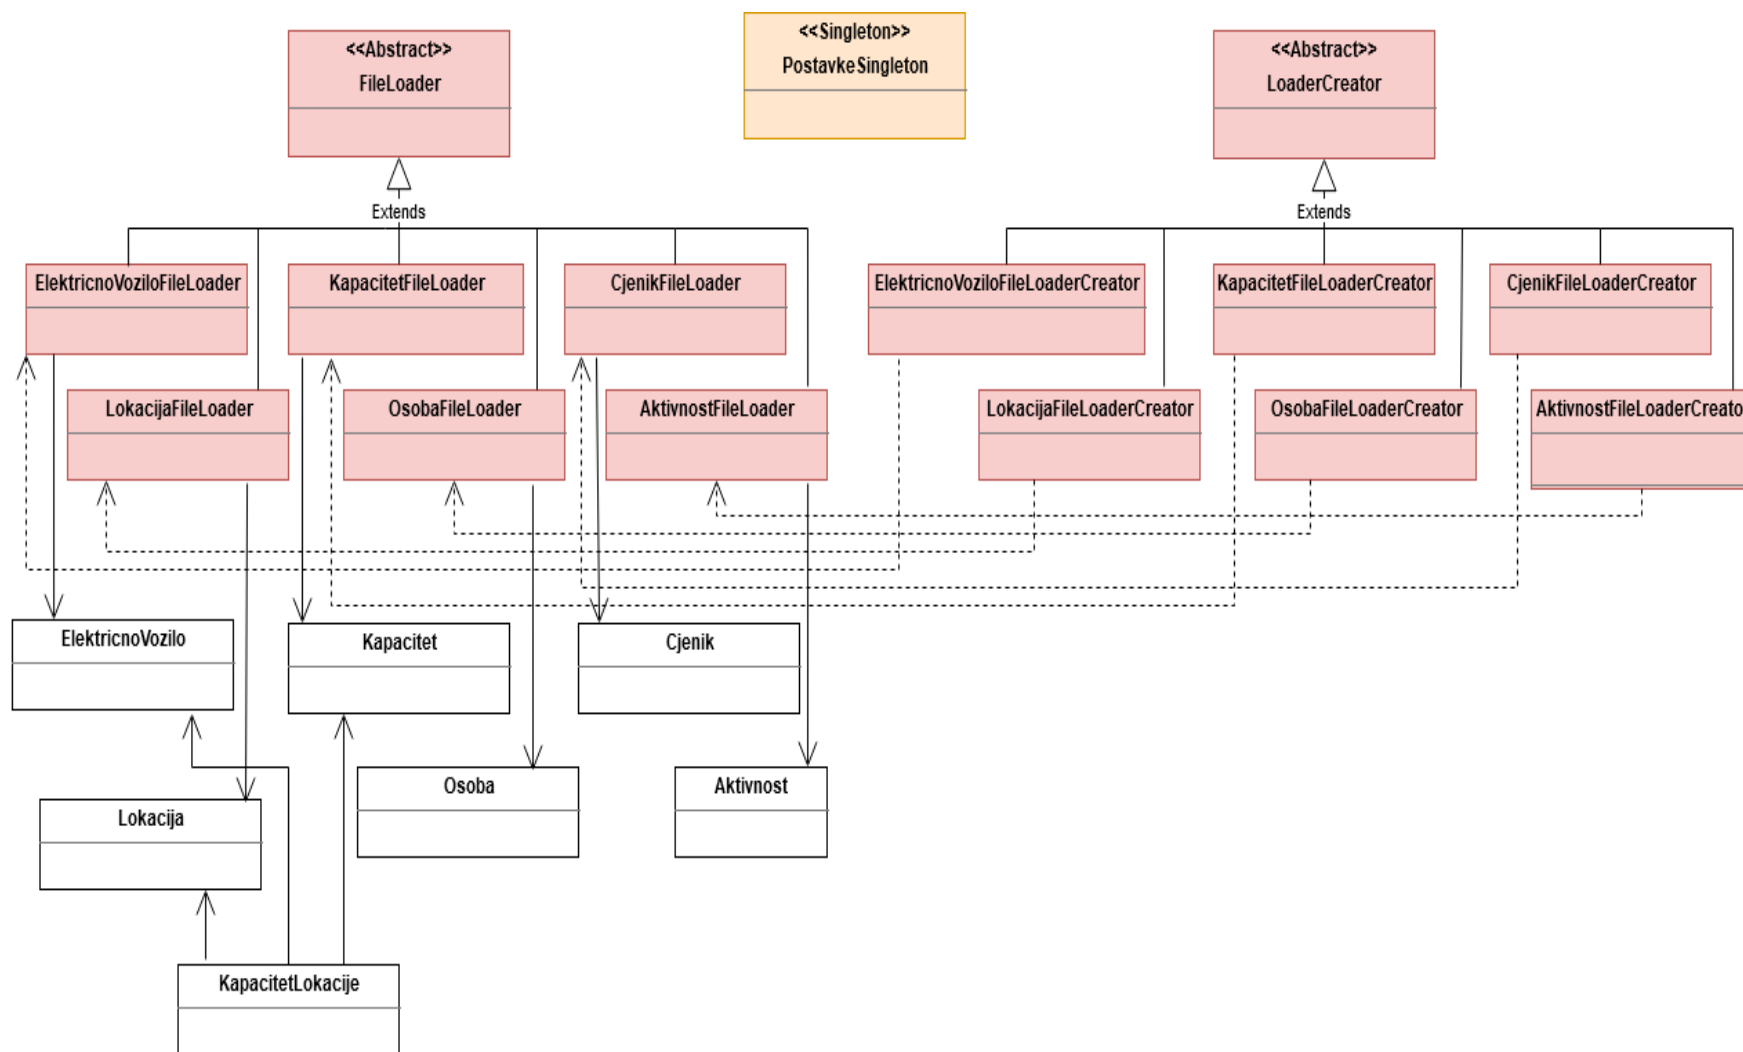 <<Abstract>>
FileLoader
<<Singleton>>
PostavkeSingleton
<<Abstract>>
LoaderCreator
Extends
Extends
ElektricnoVoziloFileLoader
KapacitetFileLoader
CjenikFileLoader
ElektricnoVoziloFileLoaderCreator
KapacitetFileLoaderCreator
CjenikFileLoaderCreator
LokacijaFileLoader
OsobaFileLoader
AktivnostFileLoader
LokacijaFileLoaderCreator
OsobaFileLoaderCreator
AktivnostFileLoaderCreato
ElektricnoVozilo
Kapacitet
Cjenik
Lokacija
Osoba
Aktivnost
KapacitetLokacije